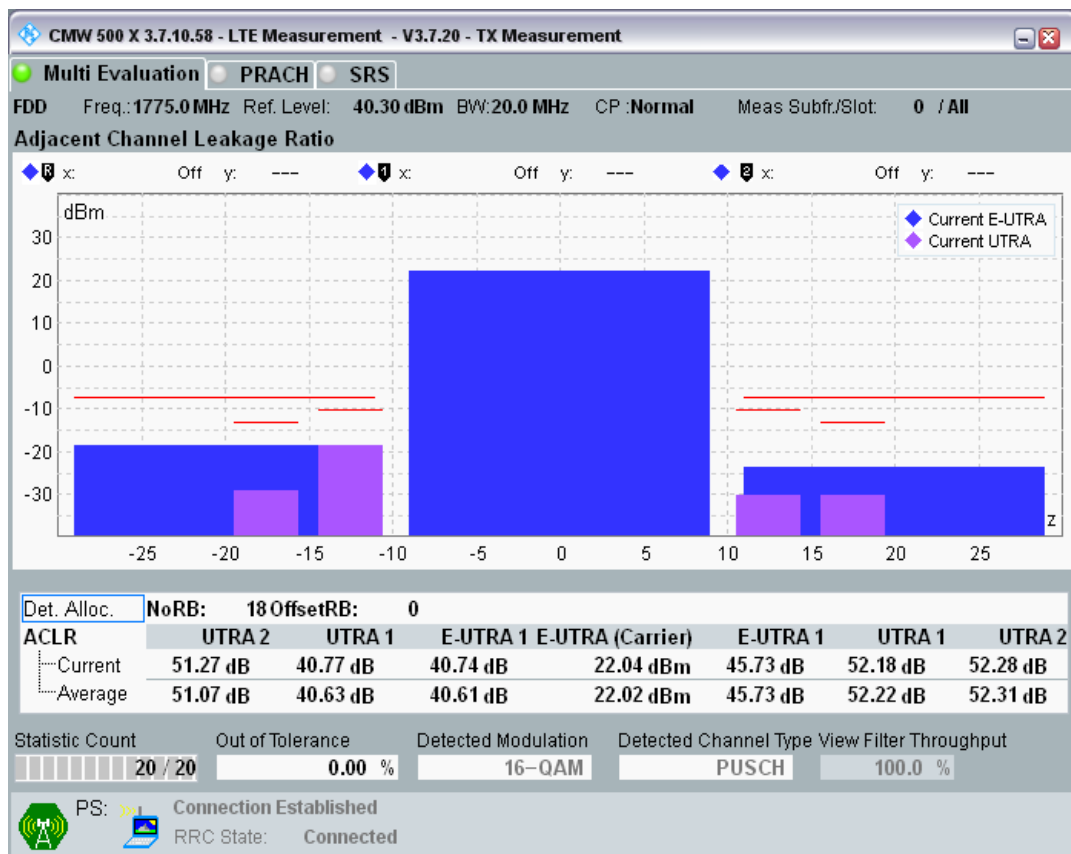 CMW 500 X 3.7.10.58 - LTE Measurement - V3.7.20 - TX Measurement
Multi Evaluation PRACH SRS
FDD Freq.:1775.0 MHz Ref. Level: 40.30 dBm BW:20.0 MHz CP :Normal Meas Subfr./Slot: 0 / All
Adjacent Channel Leakage Ratio
R x: Off y: --- 1 x: Off y: --- 2 x: Off y: ---
dBm
Current E-UTRA
Current UTRA
30
20
10
0
-10
-20
-30
z
-25 -20 -15 -10 -5 0 5 10 15 20 25
Det. Alloc. NoRB: 18 OffsetRB: 0
ACLR UTRA 2 UTRA 1 E-UTRA 1 E-UTRA (Carrier) E-UTRA 1 UTRA 1 UTRA 2
Current 51.27 dB 40.77 dB 40.74 dB 22.04 dBm 45.73 dB 52.18 dB 52.28 dB
Average 51.07 dB 40.63 dB 40.61 dB 22.02 dBm 45.73 dB 52.22 dB 52.31 dB
Statistic Count Out of Tolerance Detected Modulation Detected Channel Type View Filter Throughput
20 / 20 0.00 % 16-QAM PUSCH 100.0 %
PS: Connection Established
RRC State: Connected